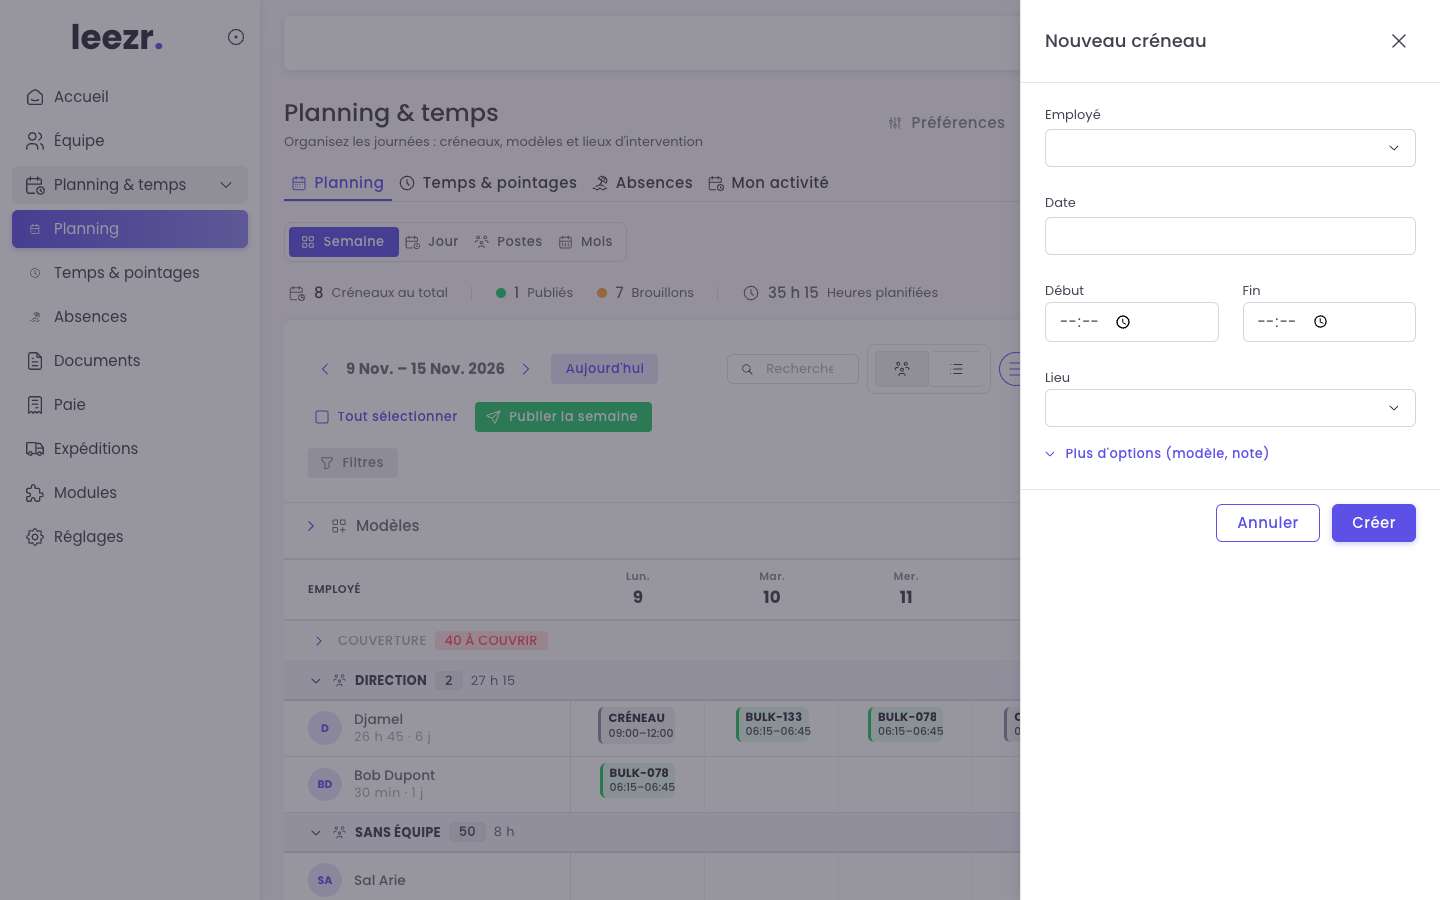 leezr.
Accueil
Équipe
Planning & temps
Planning
Temps & pointages
Absences
Documents
Paie
Expéditions
Modules
Réglages
Planning & temps
Organisez les journées : créneaux, modèles et lieux d'intervention
Préférences
Planning Temps & pointages Absences Mon activité
Semaine Jour Postes Mois
8 Créneaux au total 1 Publiés 7 Brouillons 35 h 15 Heures planifiées
9 Nov. – 15 Nov. 2026 Aujourd'hui Recherche
Tout sélectionner Publier la semaine
Filtres
Modèles
EMPLOYÉ Lun. 9 Mar. 10 Mer. 11
COUVERTURE 40 À COUVRIR
DIRECTION 2 27 h 15
D Djamel
26 h 45 · 6 j
CRÉNEAU
09:00–12:00
BULK-133
06:15–06:45
BULK-078
06:15–06:45
BD Bob Dupont
30 min · 1 j
BULK-078
06:15–06:45
SANS ÉQUIPE 50 8 h
SA Sal Arie
Nouveau créneau
Employé
Date
Début Fin
--:-- --:--
Lieu
Plus d'options (modèle, note)
Annuler Créer